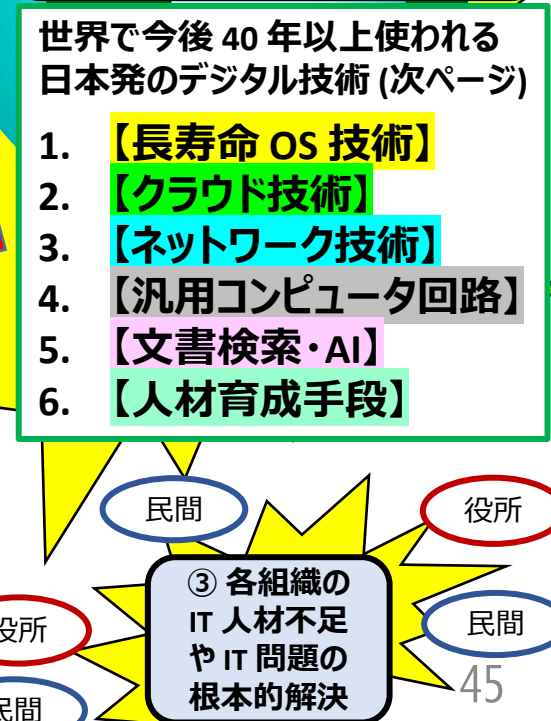 世界で今後 40 年以上使われる
日本発のデジタル技術 (次ページ)
1. 【長寿命 OS 技術】
2. 【クラウド技術】
3. 【ネットワーク技術】
4. 【汎用コンピュータ回路】
5. 【文書検索・AI】
6. 【人材育成手段】
民間
役所
③ 各組織の
IT 人材不足
や IT 問題の
根本的解決
役所
民間
民間
45